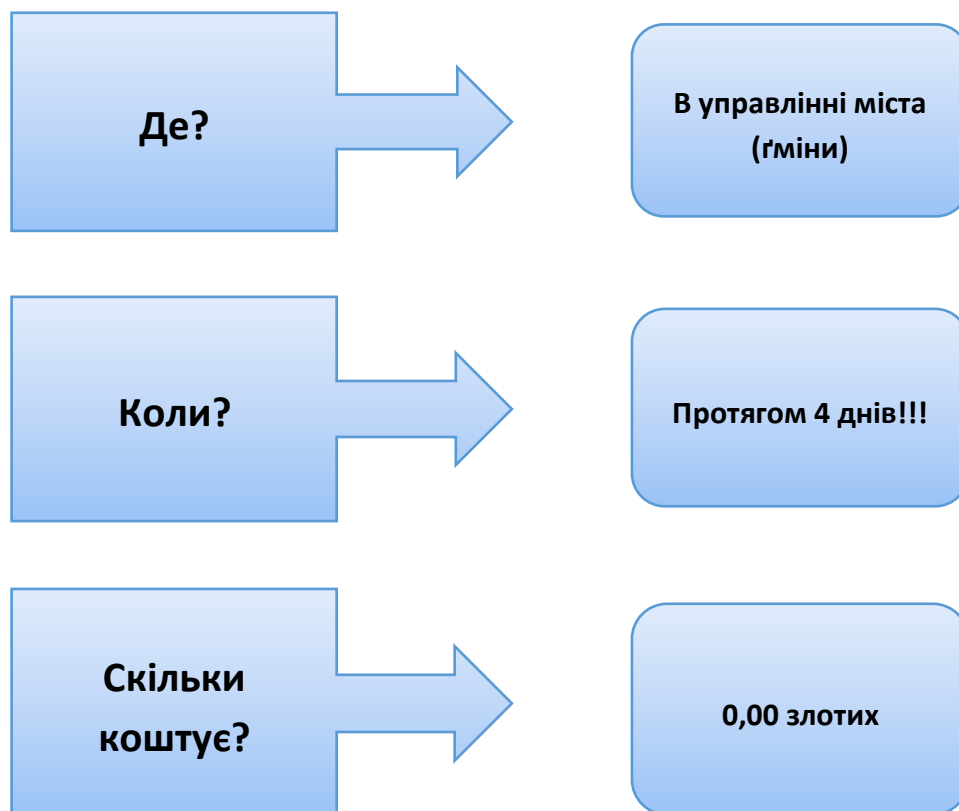 Де?
В управлінні міста
(ґміни)
Коли?
Протягом 4 днів!!!
Скільки
коштує?
0,00 злотих